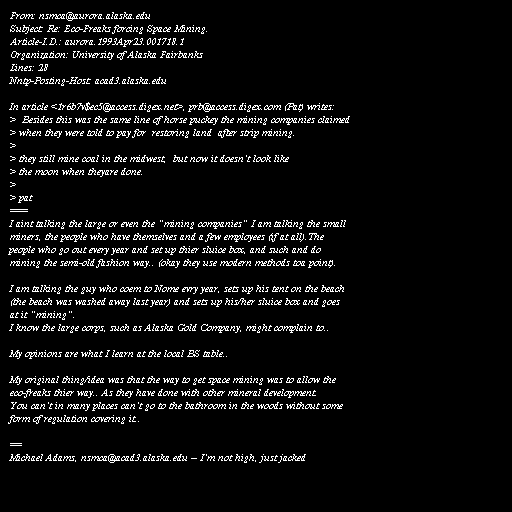 From: nsmca@aurora.alaska.edu
Subject: Re: Eco-Freaks forcing Space Mining.
Article-I.D.: aurora.1993Apr23.001718.1
Organization: University of Alaska Fairbanks
Lines: 28
Nntp-Posting-Host: acad3.alaska.edu

In article <1r6b7v$ec5@access.digex.net>, prb@access.digex.com (Pat) writes:
>  Besides this was the same line of horse puckey the mining companies claimed
> when they were told to pay for  restoring land  after strip mining.
>
> they still mine coal in the midwest,  but now it doesn't look like
> the moon when theyare done.
>
> pat
===
I aint talking the large or even the "mining companies" I am talking the small
miners, the people who have themselves and a few employees (if at all).The
people who go out every year and set up thier sluice box, and such and do
mining the semi-old fashion way.. (okay they use modern methods toa point).

I am talking the guy who coem to Nome evry year, sets up his tent on the beach
(the beach was washed away last year) and sets up his/her sluice box and goes
at it "mining".
I know the large corps, such as Alaska Gold Company, might complain to..

My opinions are what I learn at the local BS table..

My original thing/idea was that the way to get space mining was to allow the
eco-freaks thier way.. As they have done with other mineral development.
You can't in many places can't go to the bathroom in the woods without some
form of regulation covering it..

==
Michael Adams, nsmca@acad3.alaska.edu -- I'm not high, just jacked